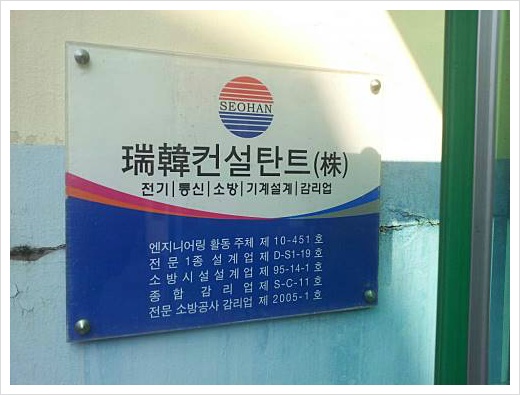 SEOHAN
瑞韓컨설탄트(株)
전기|통신|소방|기계설계|감리업
엔지니어링 활동 주체 제 10-451 호
전문 1종 설계업 제 D-S1-19 호
소방시설설계업 제 95-14-1 호
종합 감리업 제 S-C-11 호
전문 소방공사 감리업 제 2005-1 호